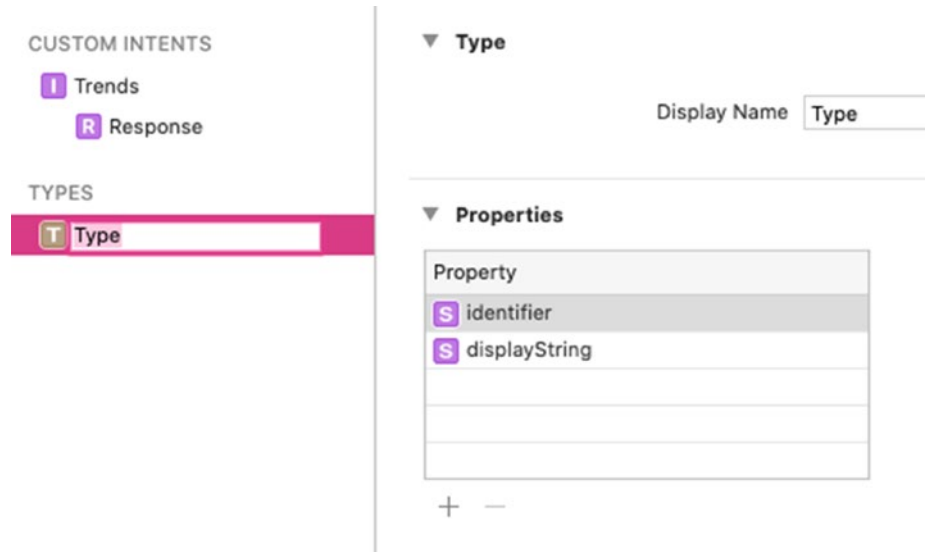 CUSTOM INTENTS
I Trends
R Response
TYPES
T Type
Type
Display Name Type
Properties
Property
S identifier
S displayString